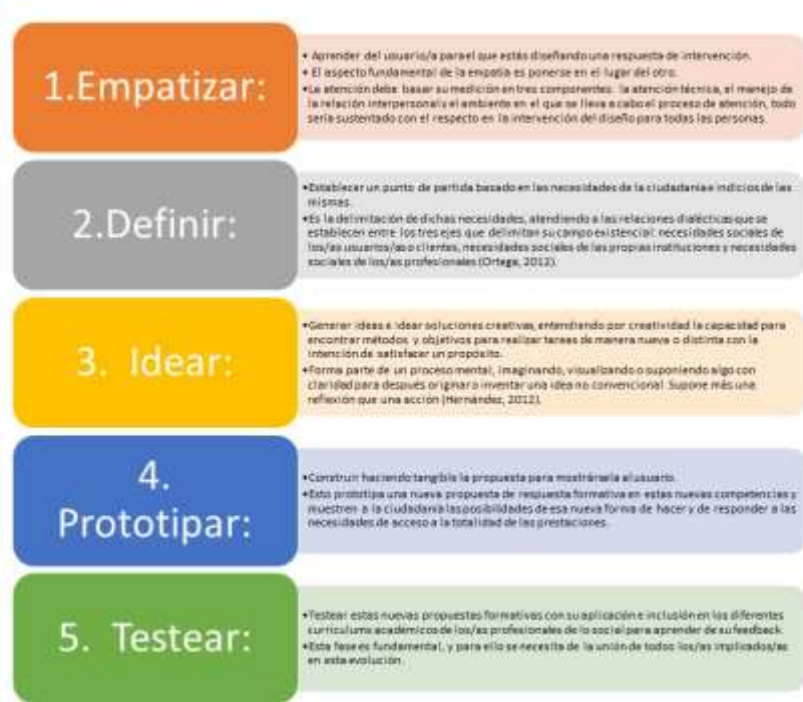 1.Empatizar:
• Aprender del usuario/a para el que estás diseñando una respuesta de intervención.
• El aspecto fundamental de la empatía es ponerse en el lugar del otro.
•La atención debe basar su medición en tres componentes: la atención técnica, el manejo de
la relación interpersonal y el ambiente en el que se lleva a cabo el proceso de atención, todo
sería sustentado con el respecto en la intervención del diseño para todas las personas.
2.Definir:
•Establecer un punto de partida basado en las necesidades de la ciudadanía e indicios de las
mismas.
•Es la delimitación de dichas necesidades, atendiendo a las relaciones dialécticas que se
establecen entre los tres ejes que delimitan su campo existencial: necesidades sociales de
los/as usuarios/as o clientes, necesidades sociales de las propias instituciones y necesidades
sociales de los/as profesionales (Ortega, 2012).
3. Idear:
•Generar ideas e idear soluciones creativas, entendiendo por creatividad la capacidad para
encontrar métodos y objetivos para realizar tareas de manera nueva o distinta con la
intención de satisfacer un propósito.
•Forma parte de un proceso mental, imaginando, visualizando o suponiendo algo con
claridad para después originar o inventar una idea no convencional. Supone más una
reflexión que una acción (Hernández, 2012).
4.
Prototipar:
•Construir haciendo tangible la propuesta para mostrársela al usuario.
•Esto prototipa una nueva propuesta de respuesta formativa en estas nuevas competencias y
muestren a la ciudadanía las posibilidades de esa nueva forma de hacer y de responder a las
necesidades de acceso a la totalidad de las prestaciones.
5. Testear:
•Testear estas nuevas propuestas formativas con su aplicación e inclusión en los diferentes
curriculums académicos de los/as profesionales de lo social para aprender de su feedback.
•Esta fase es fundamental, y para ello se necesita de la unión de todos los/as implicados/as
en esta evolución.